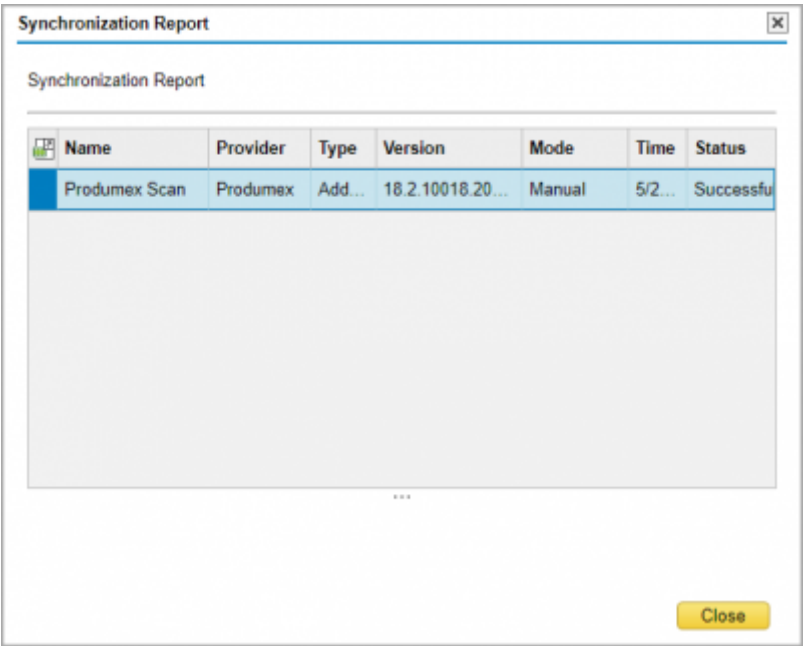 Synchronization Report
Synchronization Report
Name Provider Type Version Mode Time Status
Produmex Scan Produmex Add... 18.2.10018.20... Manual 5/2... Successfu
...
Close